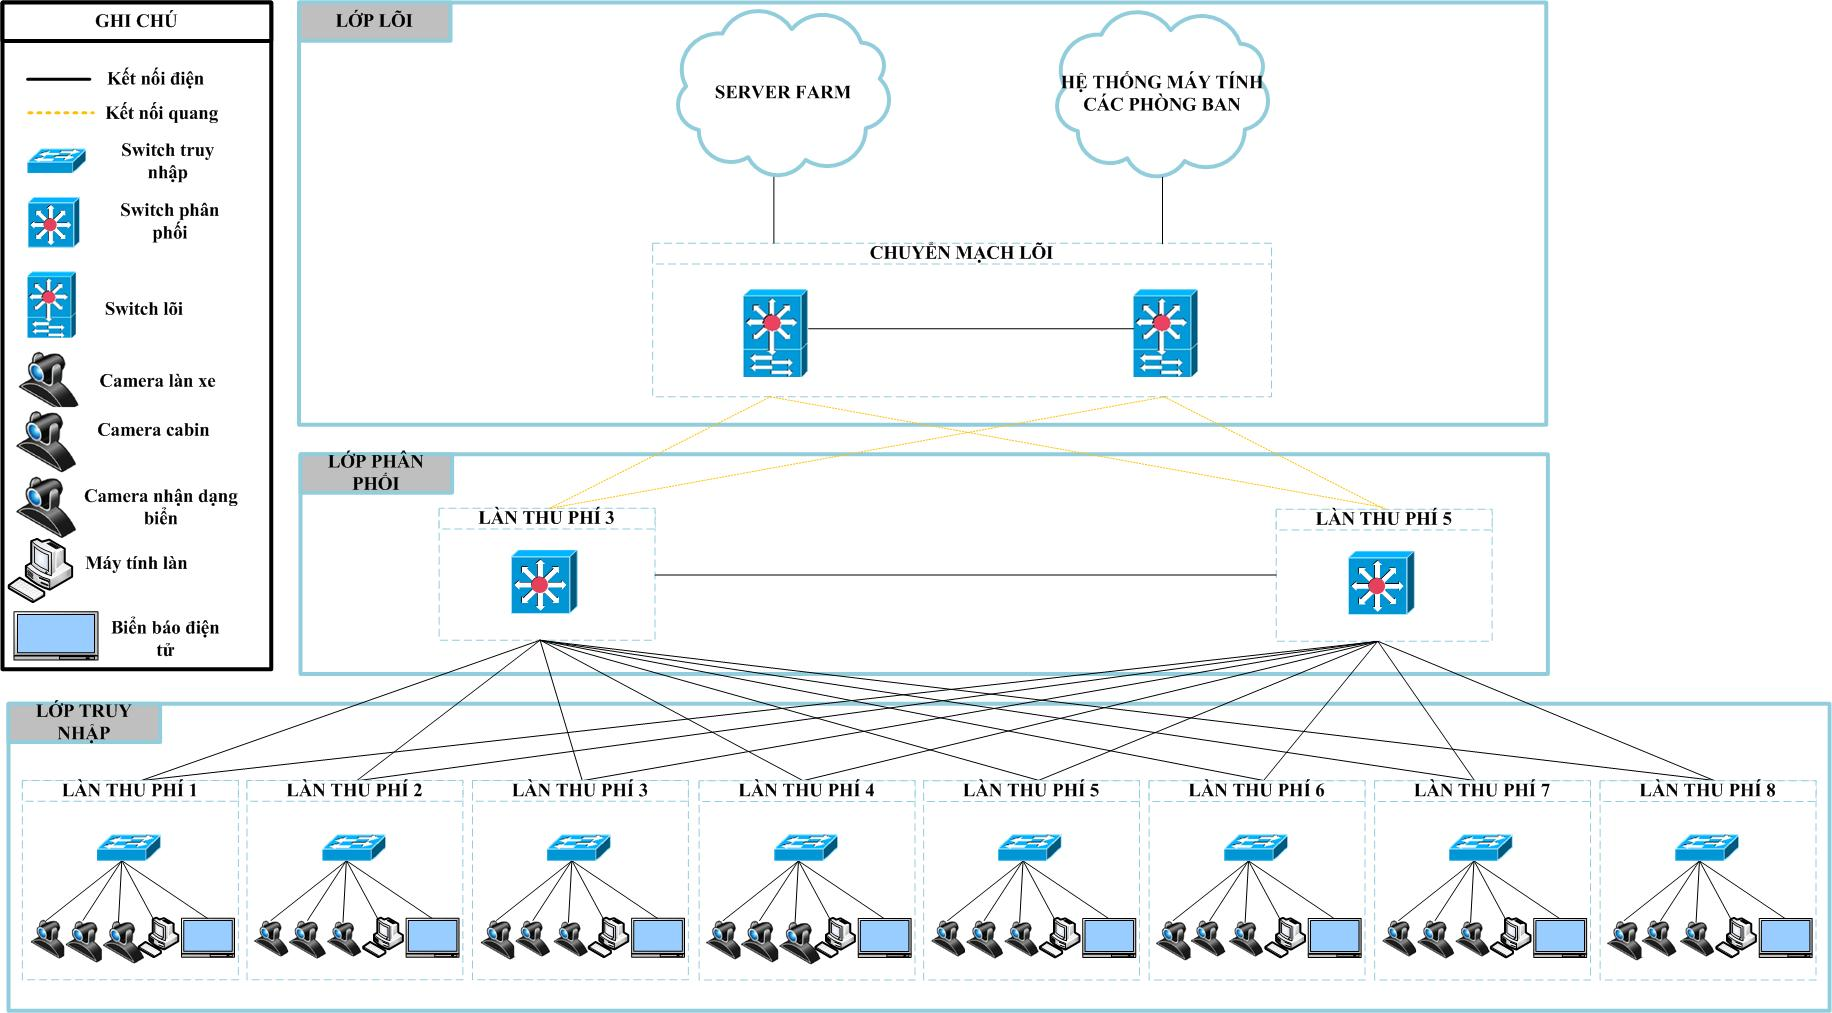 GHI CHÚ
Kết nối điện
Kết nối quang
Switch truy
nhập
Switch phân
phối
Switch lõi
Camera làn xe
Camera cabin
Camera nhận dạng
biển
Máy tính làn
Biển báo điện
tử
LỚP LÕI
SERVER FARM
HỆ THỐNG MÁY TÍNH
CÁC PHÒNG BAN
CHUYỂN MẠCH LÕI
LỚP PHÂN
PHỐI
LÀN THU PHÍ 3
LÀN THU PHÍ 5
LỚP TRUY
NHẬP
LÀN THU PHÍ 1
LÀN THU PHÍ 2
LÀN THU PHÍ 3
LÀN THU PHÍ 4
LÀN THU PHÍ 5
LÀN THU PHÍ 6
LÀN THU PHÍ 7
LÀN THU PHÍ 8